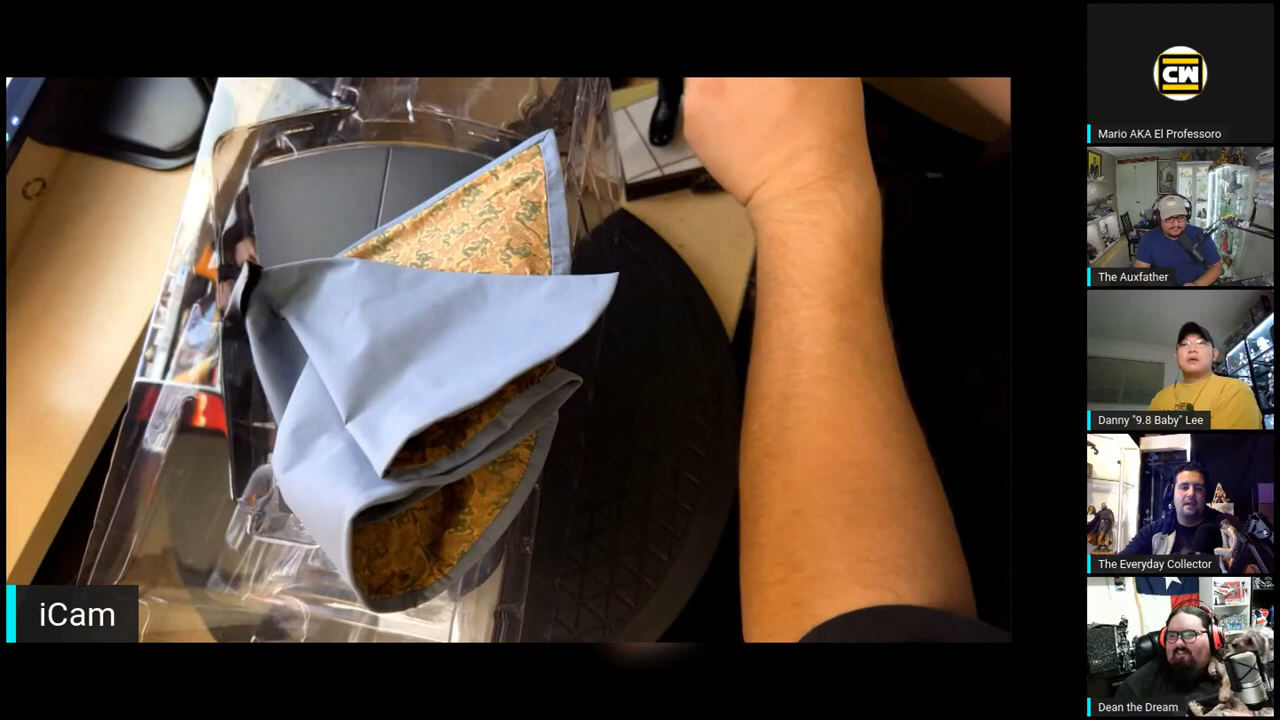 iCam
CW
Mario AKA El Professoro
The Auxfather
Danny "9.8 Baby" Lee
The Everyday Collector
Dean the Dream